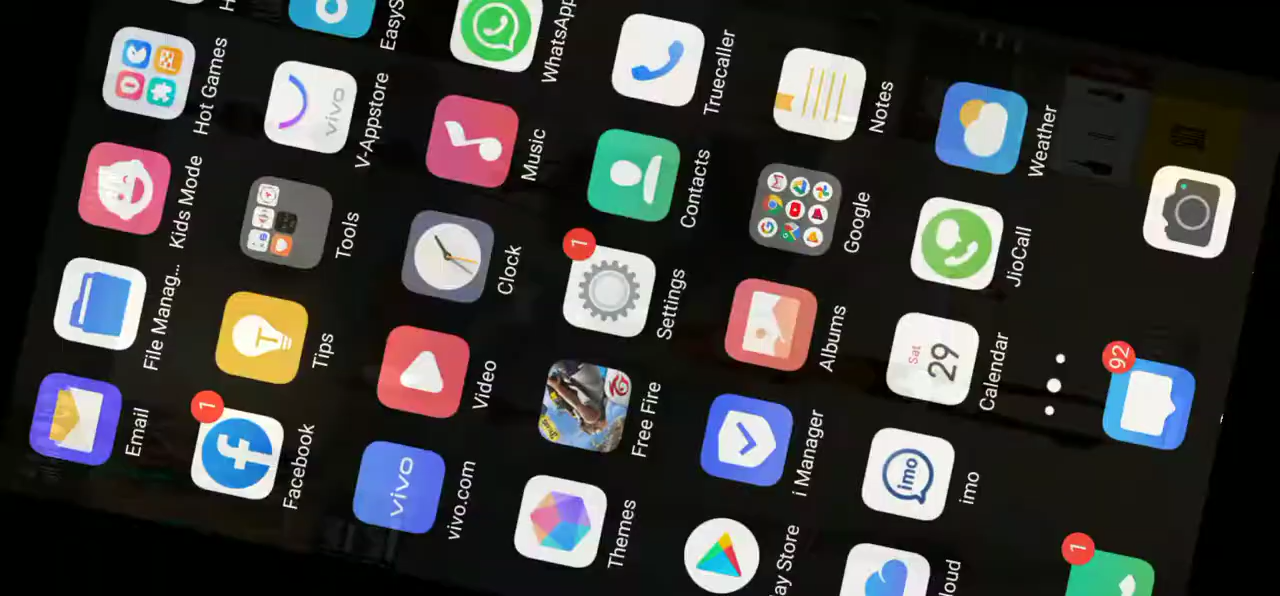 Email File Manag... Kids Mode Hot Games
1
vivo
Facebook Tips Tools V-Appstore
vivo
vivo.com Video Clock Music WhatsApp
1
Themes Free Fire Settings Contacts Truecaller
i Manager Albums Google Notes
imo
Sat
29
imo Calendar JioCall Weather
1 92